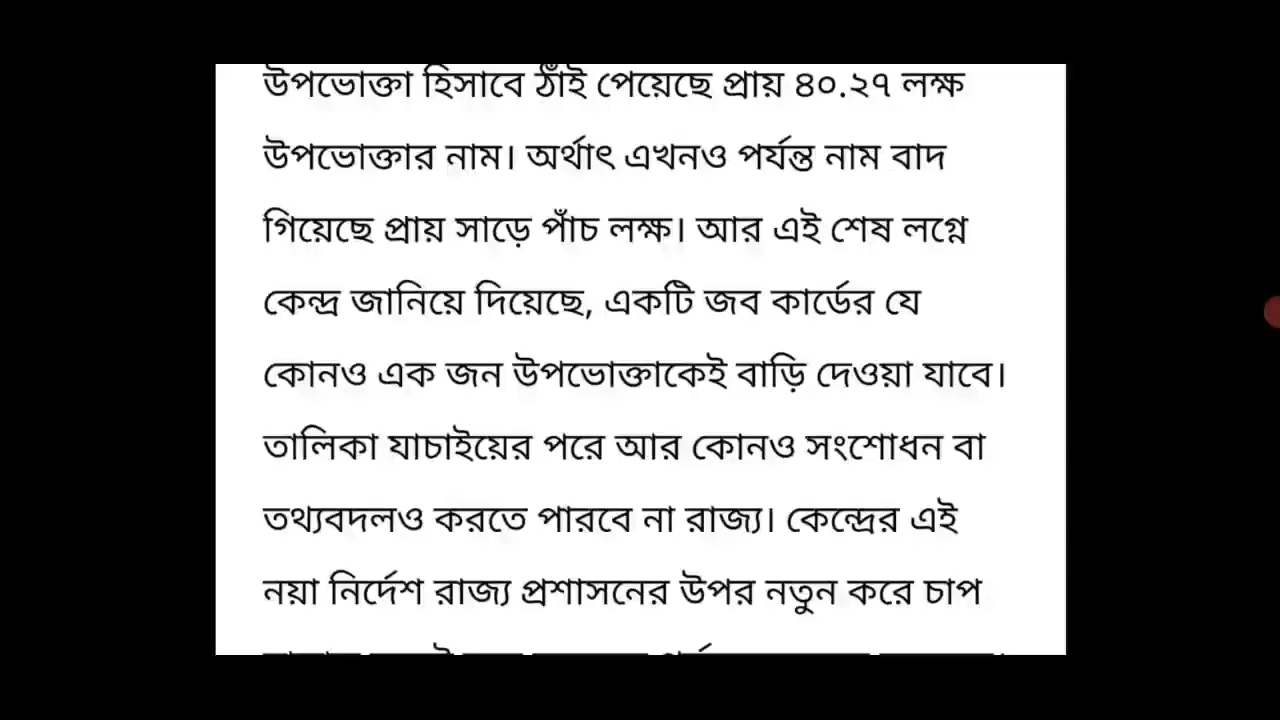 উপভোক্তা হিসাবে ঠাঁই পেয়েছে প্রায় ৪০.২৭ লক্ষ
উপভোক্তার নাম। অর্থাৎ এখনও পর্যন্ত নাম বাদ
গিয়েছে প্রায় সাড়ে পাঁচ লক্ষ। আর এই শেষ লগ্নে
কেন্দ্র জানিয়ে দিয়েছে, একটি জব কার্ডের যে
কোনও এক জন উপভোক্তাকেই বাড়ি দেওয়া যাবে।
তালিকা যাচাইয়ের পরে আর কোনও সংশোধন বা
তথ্যবদলও করতে পারবে না রাজ্য। কেন্দ্রের এই
নয়া নির্দেশ রাজ্য প্রশাসনের উপর নতুন করে চাপ